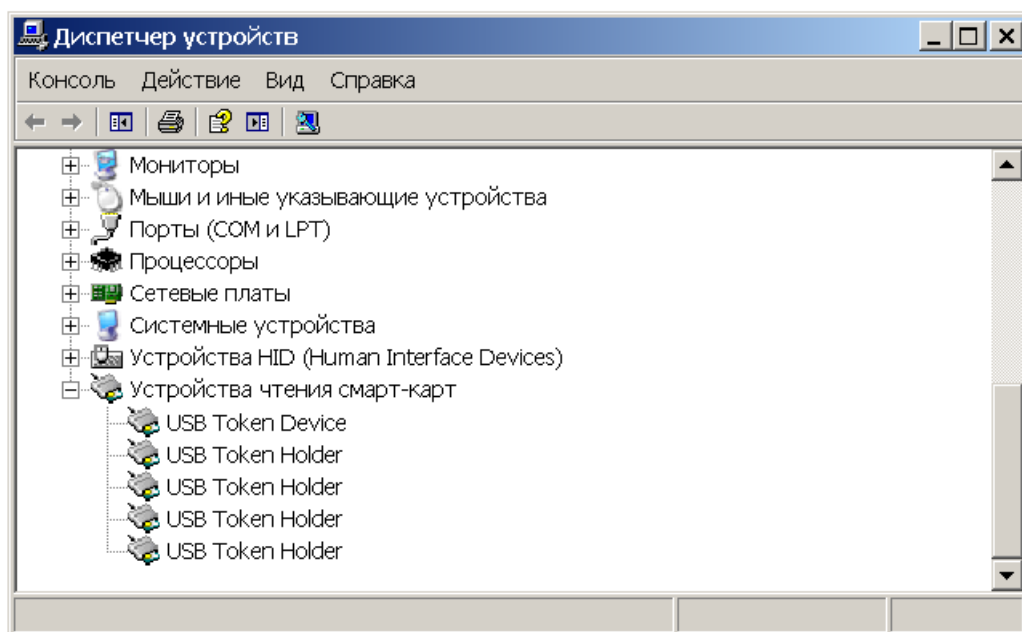 Диспетчер устройств
Консоль Действие Вид Справка
Мониторы
Мыши и иные указывающие устройства
Порты (COM и LPT)
Процессоры
Сетевые платы
Системные устройства
Устройства HID (Human Interface Devices)
Устройства чтения смарт-карт
USB Token Device
USB Token Holder
USB Token Holder
USB Token Holder
USB Token Holder